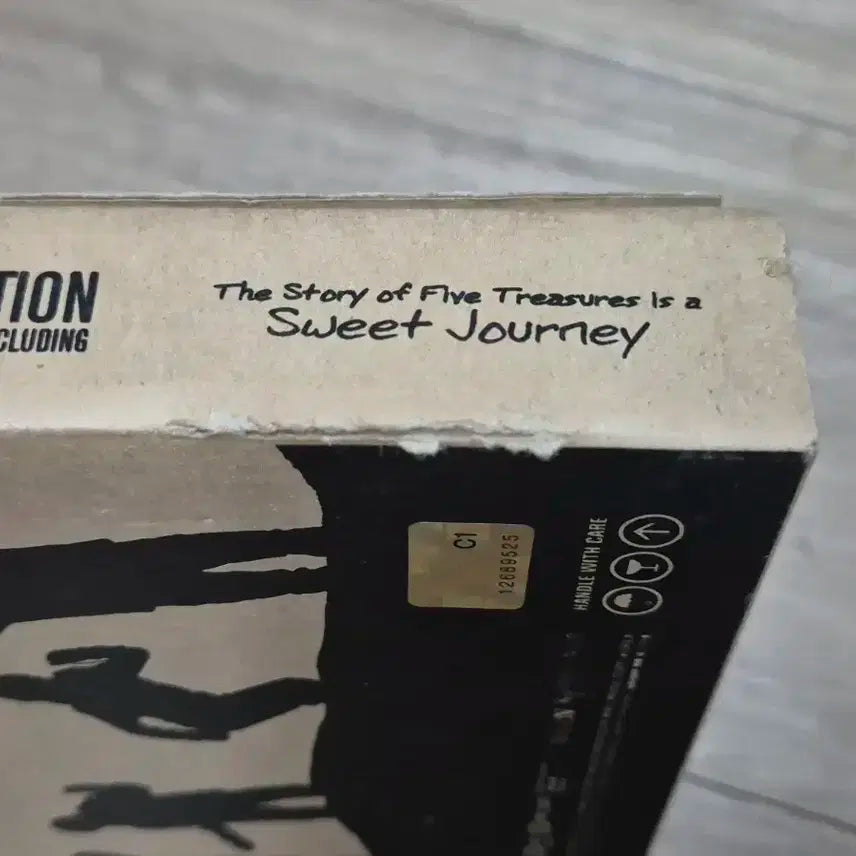 TION
CLUDING
The Story of Five Treasures is a
Sweet Journey
C1
12689525
HANDLE WITH CARE